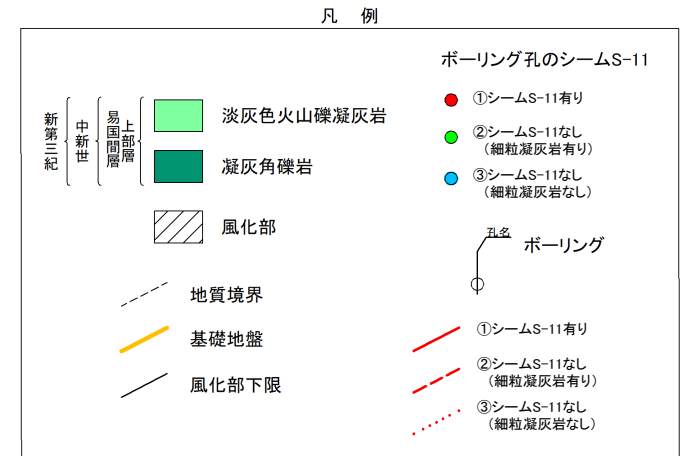 凡 例
新第三紀
中新世
易国間層
上部層
淡灰色火山礫凝灰岩
凝灰角礫岩
風化部
地質境界
基礎地盤
風化部下限
ボーリング孔のシームS-11
①シームS-11有り
②シームS-11なし
(細粒凝灰岩有り)
③シームS-11なし
(細粒凝灰岩なし)
孔名
ボーリング
①シームS-11有り
②シームS-11なし
(細粒凝灰岩有り)
③シームS-11なし
(細粒凝灰岩なし)